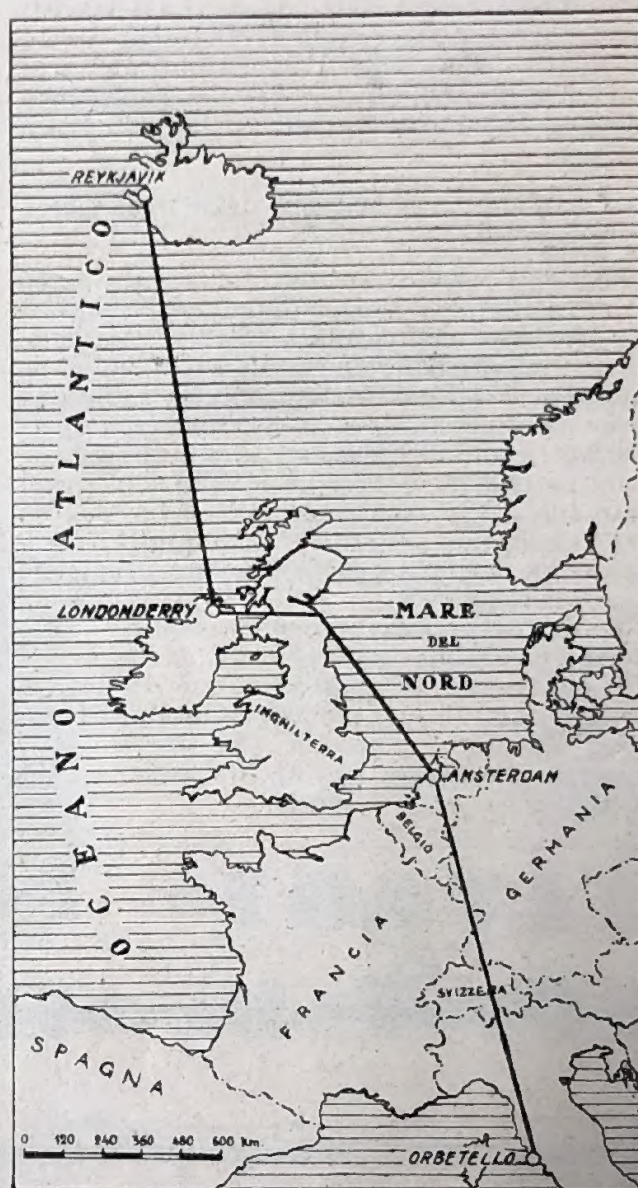 REYKJAVIK
OCEANO ATLANTICO
LONDONDERRY
MARE
DEL
NORD
INGHILTERRA
AMSTERDAM
BELGIO
GERMANIA
FRANCIA
SVIZZERA
SPAGNA
0 120 240 360 480 600 km.
ORBETELLO